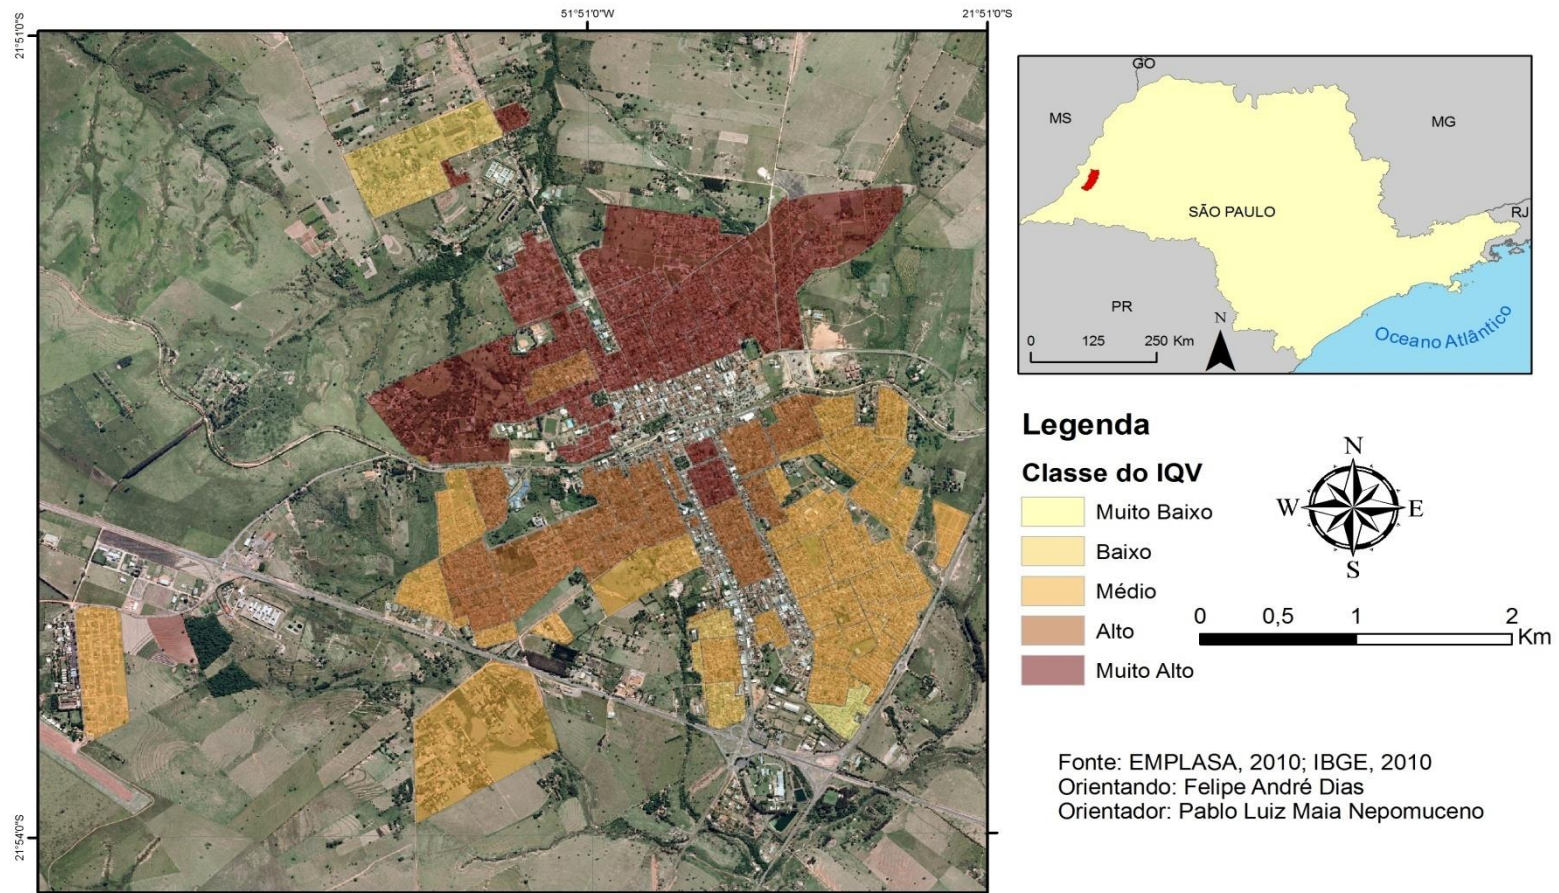 51°51'0"W
21°51'0"S
21°51'0"S
21°54'0"S
GO
MS
MG
SÃO PAULO
RJ
PR
N
Oceano Atlântico
0 125 250 Km
Legenda
Classe do IQV
Muito Baixo
Baixo
Médio
Alto
Muito Alto
N
W E
S
0 0,5 1 2
Km
Fonte: EMPLASA, 2010; IBGE, 2010
Orientando: Felipe André Dias
Orientador: Pablo Luiz Maia Nepomuceno